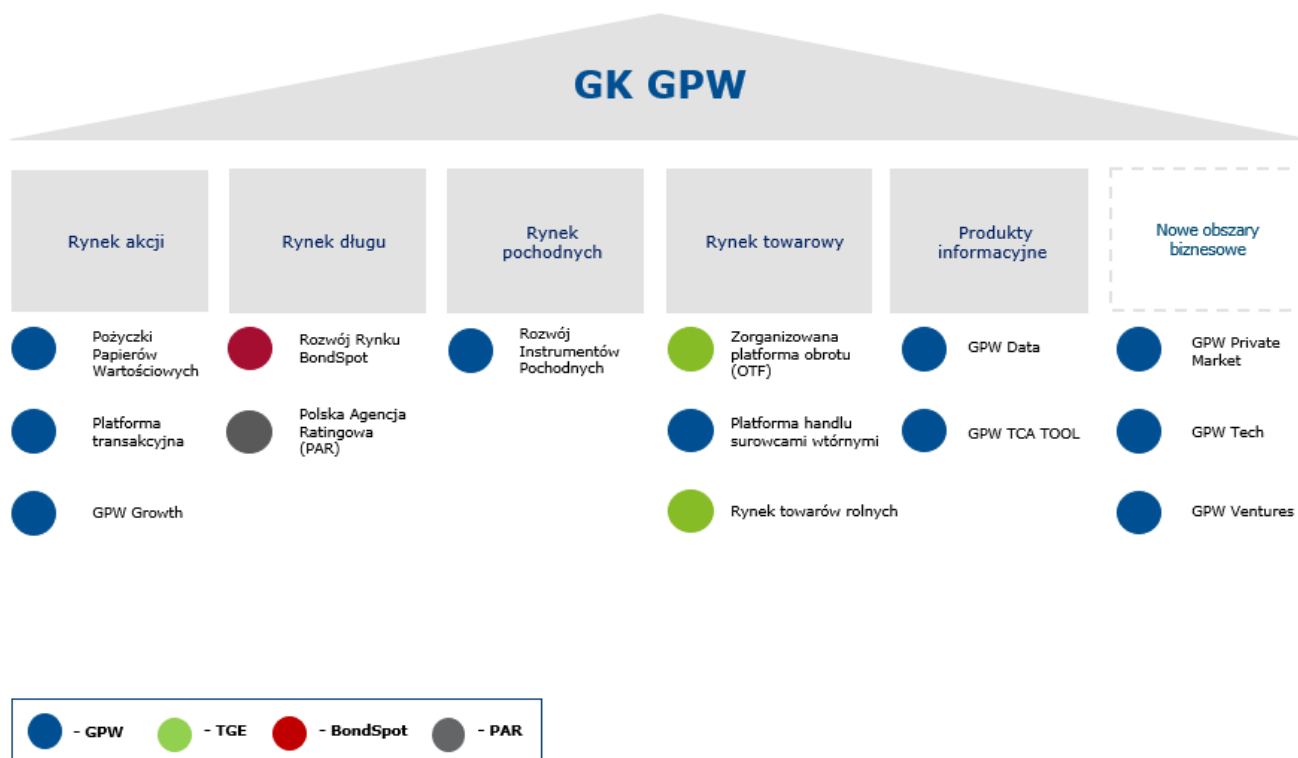 GK GPW
Rynek akcji
Rynek długu
Rynek
pochodnych
Rynek towarowy
Produkty
informacyjne
Nowe obszary
biznesowe
Pożyczki
Papierów
Wartościowych
Platforma
transakcyjna
GPW Growth
Rozwój Rynku
BondSpot
Polska Agencja
Ratingowa
(PAR)
Rozwój
Instrumentów
Pochodnych
Zorganizowana
platforma obrotu
(OTF)
Platforma handlu
surowcami wtórnymi
Rynek towarów rolnych
GPW Data
GPW TCA TOOL
GPW Private
Market
GPW Tech
GPW Ventures
- GPW
- TGE
- BondSpot
- PAR